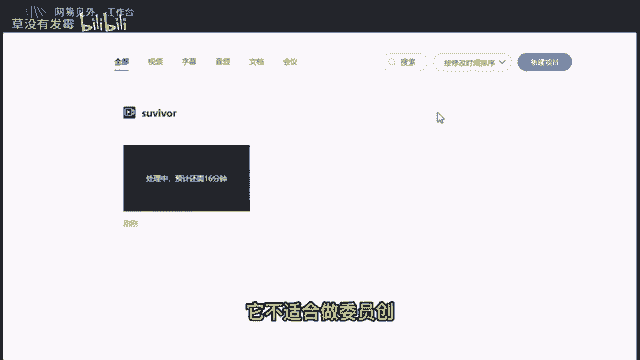 网易见外 工作台
草没有发霉 bilibili
全部 视频 字幕 直播 文档 会议 搜索 按修改时间排序 新建项目
suvivor
处理中，预计还需16分钟
刚刚
它不适合做委员创